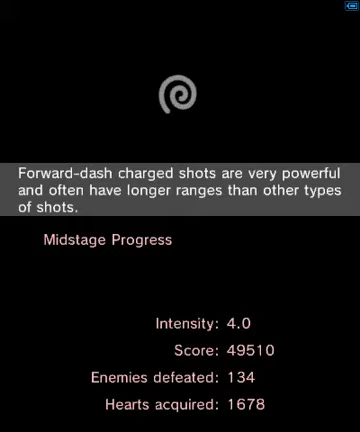 Forward-dash charged shots are very powerful
and often have longer ranges than other types
of shots.
Midstage Progress
Intensity: 4.0
Score: 49510
Enemies defeated: 134
Hearts acquired: 1678